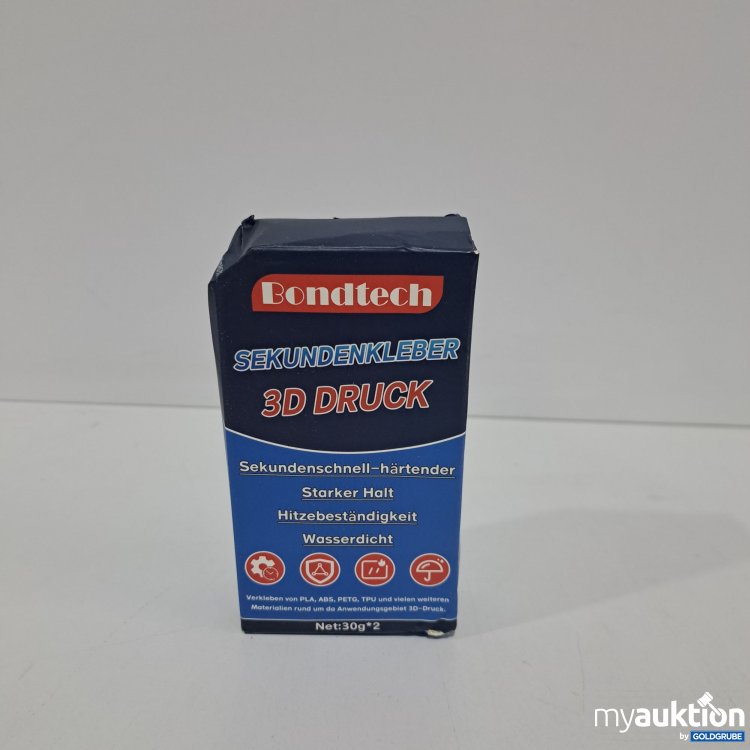 Bondtech
SEKUNDENKLEBER
3D DRUCK
Sekundenschnell-härtender
Starker Halt
Hitzebeständigkeit
Wasserdicht
Verkleben von PLA, ABS, PETG, TPU und vielen weiteren
Materialien rund um da Anwendungsgebiet 3D-Druck.
Net:30g*2
myauktion
by GOLDGRUBE